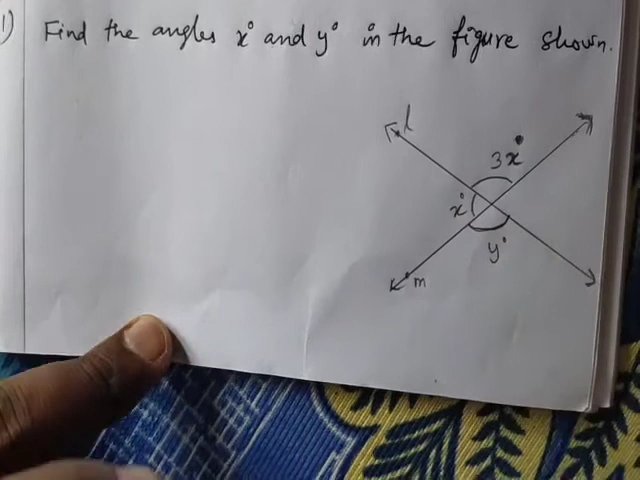 1) Find the angles x° and y° in the figure shown.
l
3x°
x°
y°
m